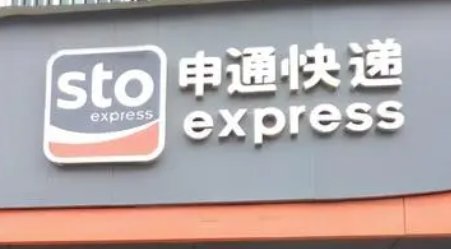 sto
express
申通快递
express